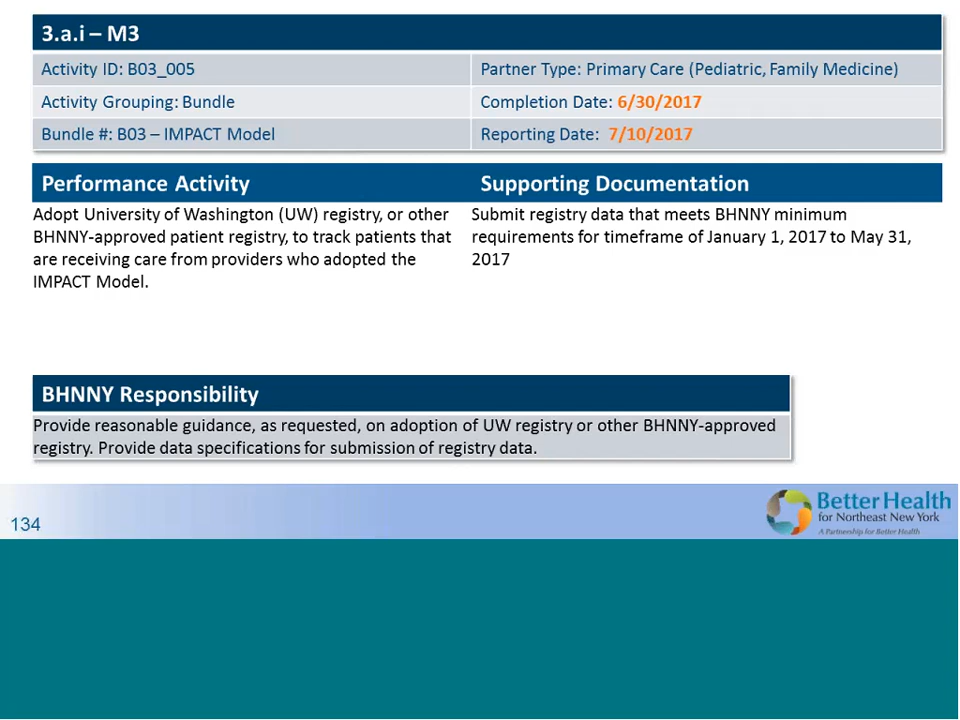 3.a.i – M3
Activity ID: B03_005
Partner Type: Primary Care (Pediatric, Family Medicine)
Activity Grouping: Bundle
Completion Date: 6/30/2017
Bundle #: B03 – IMPACT Model
Reporting Date: 7/10/2017
Performance Activity
Adopt University of Washington (UW) registry, or other
BHNNY-approved patient registry, to track patients that
are receiving care from providers who adopted the
IMPACT Model.
Supporting Documentation
Submit registry data that meets BHNNY minimum
requirements for timeframe of January 1, 2017 to May 31,
2017
BHNNY Responsibility
Provide reasonable guidance, as requested, on adoption of UW registry or other BHNNY-approved
registry. Provide data specifications for submission of registry data.
134
Better Health
for Northeast New York
A Partnership for Better Health